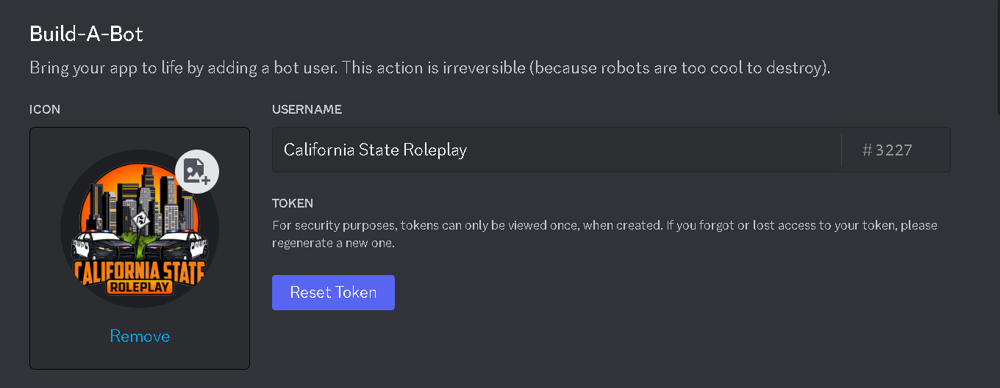 Build-A-Bot
Bring your app to life by adding a bot user. This action is irreversible (because robots are too cool to destroy).
ICON
USERNAME
California State Roleplay
#3227
POLICE
CALIFORNIA STATE
ROLEPLAY
Remove
TOKEN
For security purposes, tokens can only be viewed once, when created. If you forgot or lost access to your token, please
regenerate a new one.
Reset Token